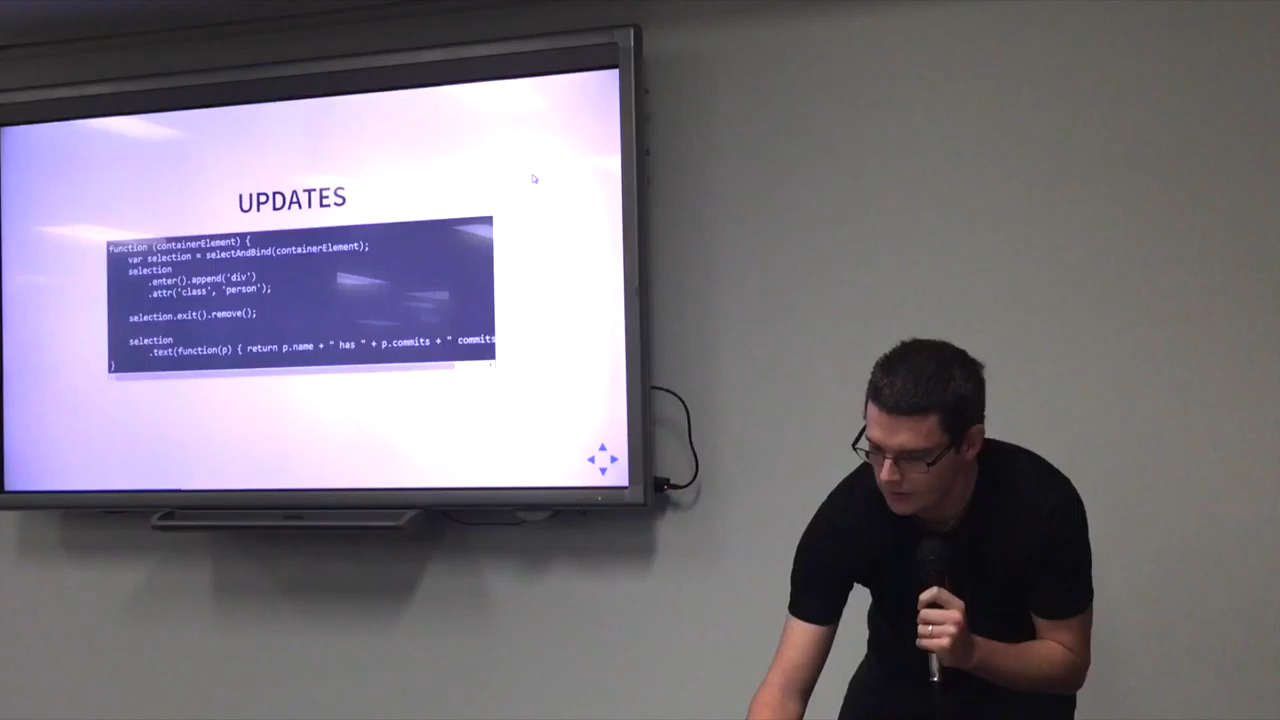 UPDATES
function (containerElement) {
    var selection = selectAndBind(containerElement);
    selection
        .enter().append('div')
        .attr('class', 'person');
    selection.exit().remove();
    selection
        .text(function(p) { return p.name + " has " + p.commits + " commits
}